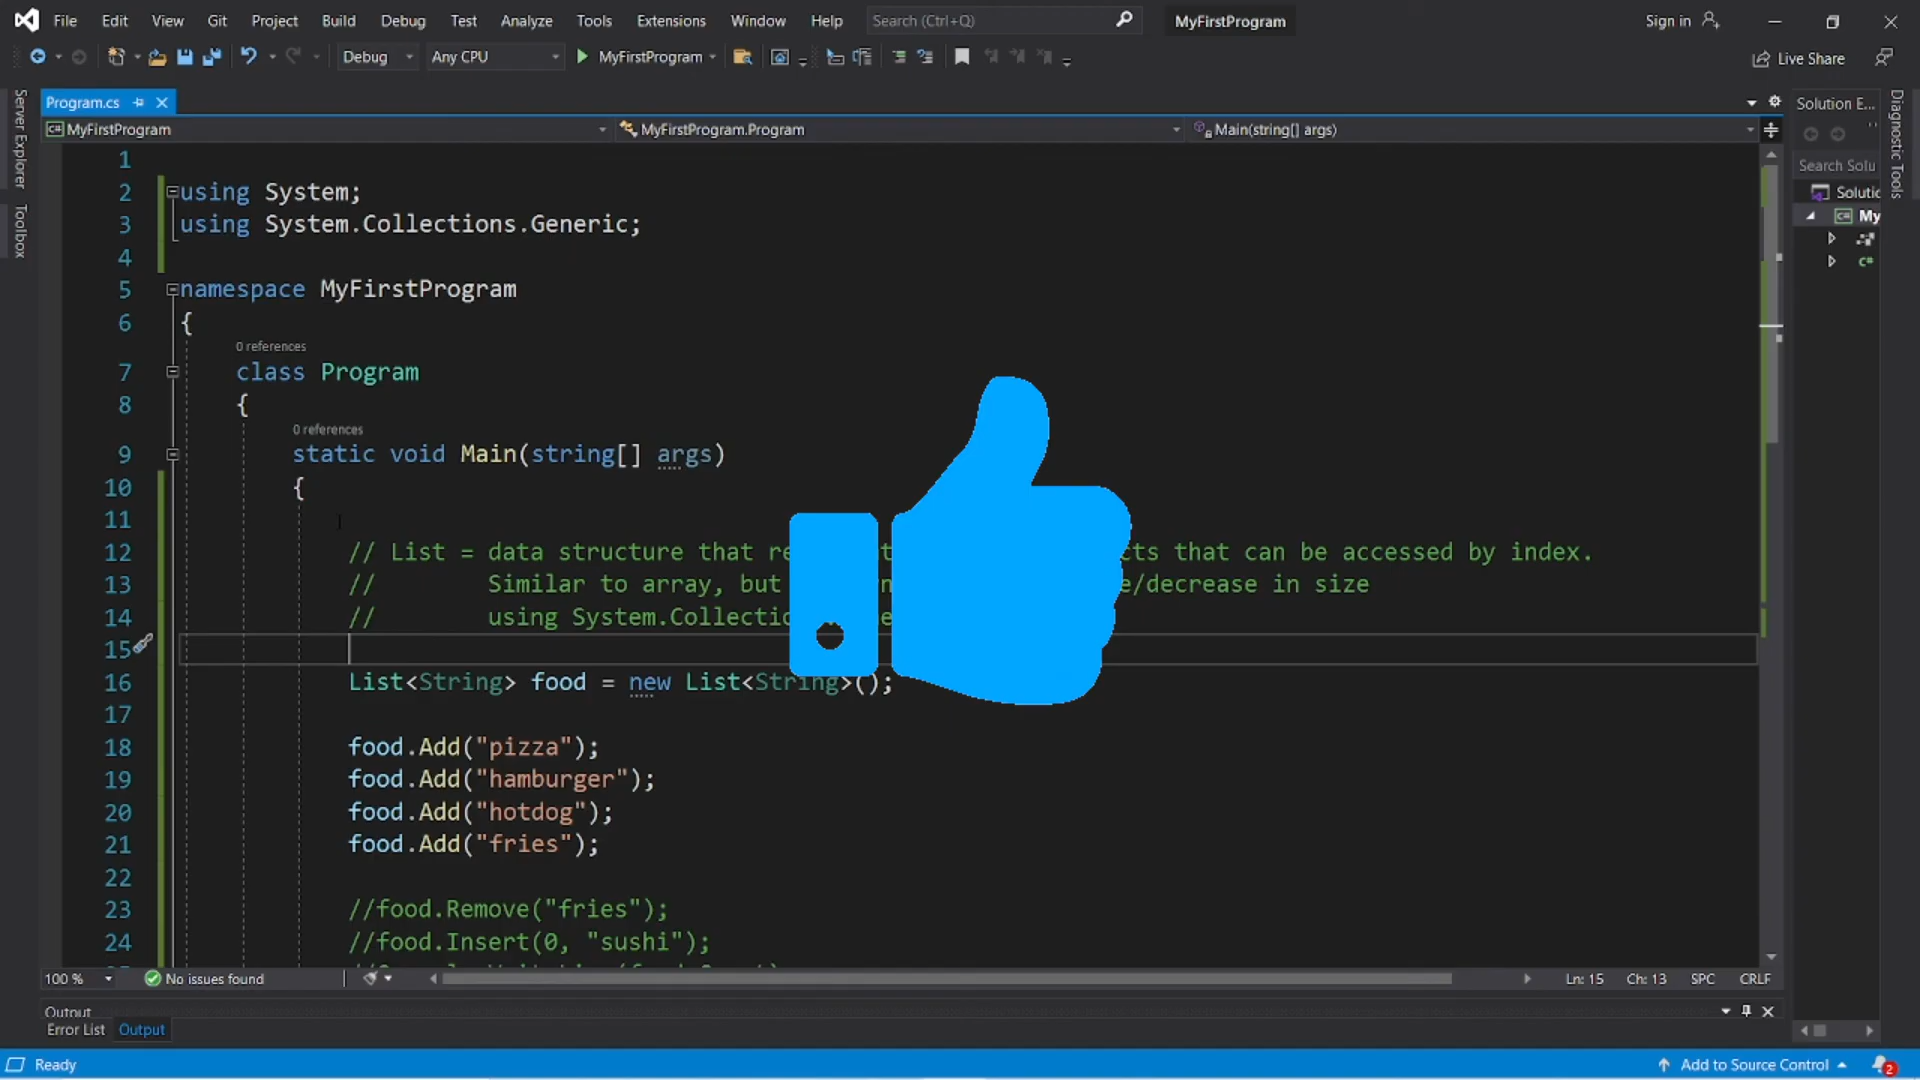 File Edit View Git Project Build Debug Test Analyze Tools Extensions Window Help Search (Ctrl+Q) MyFirstProgram Sign in
Debug Any CPU MyFirstProgram Live Share
Server Explorer
Toolbox
Program.cs
MyFirstProgram MyFirstProgram.Program Main(string[] args)
1
2 using System;
3 using System.Collections.Generic;
4
5 namespace MyFirstProgram
6 {
0 references
7 class Program
8 {
0 references
9 static void Main(string[] args)
10 {
11
12 // List = data structure that that can be accessed by index.
13 // Similar to array, but /decrease in size
14 // using
15
16 List<String> food = new List<String>();
17
18 food.Add("pizza");
19 food.Add("hamburger");
20 food.Add("hotdog");
21 food.Add("fries");
22
23 //food.Remove("fries");
24 //food.Insert(0, "sushi");
100 % No issues found Ln: 15 Ch: 13 SPC CRLF
Output
Error List Output
Ready Add to Source Control 2
Solution E...
Search Solu
Solutio
My
Diagnostic Tools